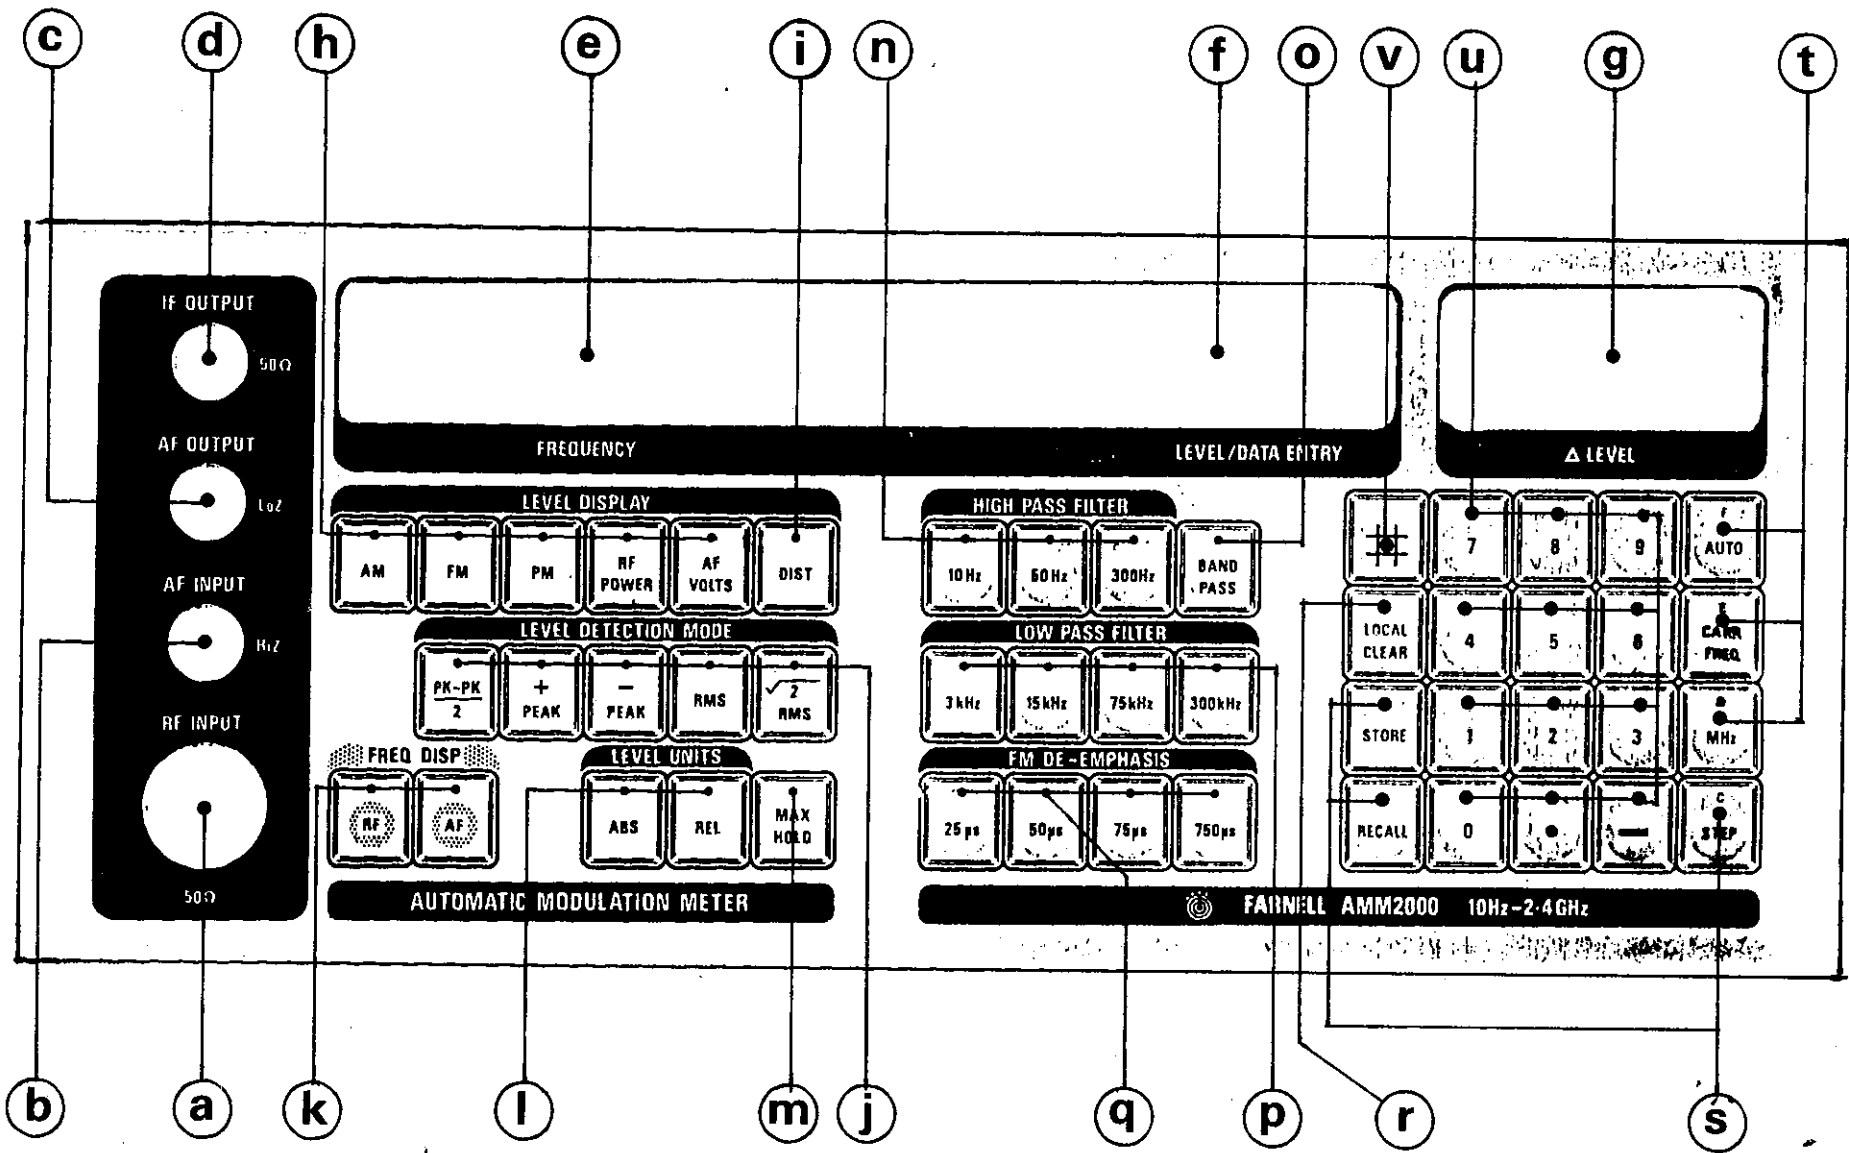 c d h e i n f o v u g t
IF OUTPUT
50Ω
AF OUTPUT
LoZ
AF INPUT
HiZ
RF INPUT
50Ω
FREQUENCY
LEVEL/DATA ENTRY
Δ LEVEL
LEVEL DISPLAY
AM
FM
PM
RF
POWER
AF
VOLTS
DIST
LEVEL DETECTION MODE
PK-PK
2
+
PEAK
−
PEAK
RMS
√2
RMS
FREQ DISP
RF
AF
LEVEL UNITS
ABS
REL
MAX
HOLD
AUTOMATIC MODULATION METER
HIGH PASS FILTER
10Hz
50Hz
300Hz
BAND
PASS
LOW PASS FILTER
3kHz
15kHz
75kHz
300kHz
FM DE-EMPHASIS
25µs
50µs
75µs
750µs
#
7
8
9
F
AUTO
LOCAL
CLEAR
4
5
6
E
CARR
FREQ
STORE
1
2
3
D
MHz
RECALL
0
•
−
C
STEP
FARNELL AMM2000 10Hz-2·4GHz
b a k l m j q p r s